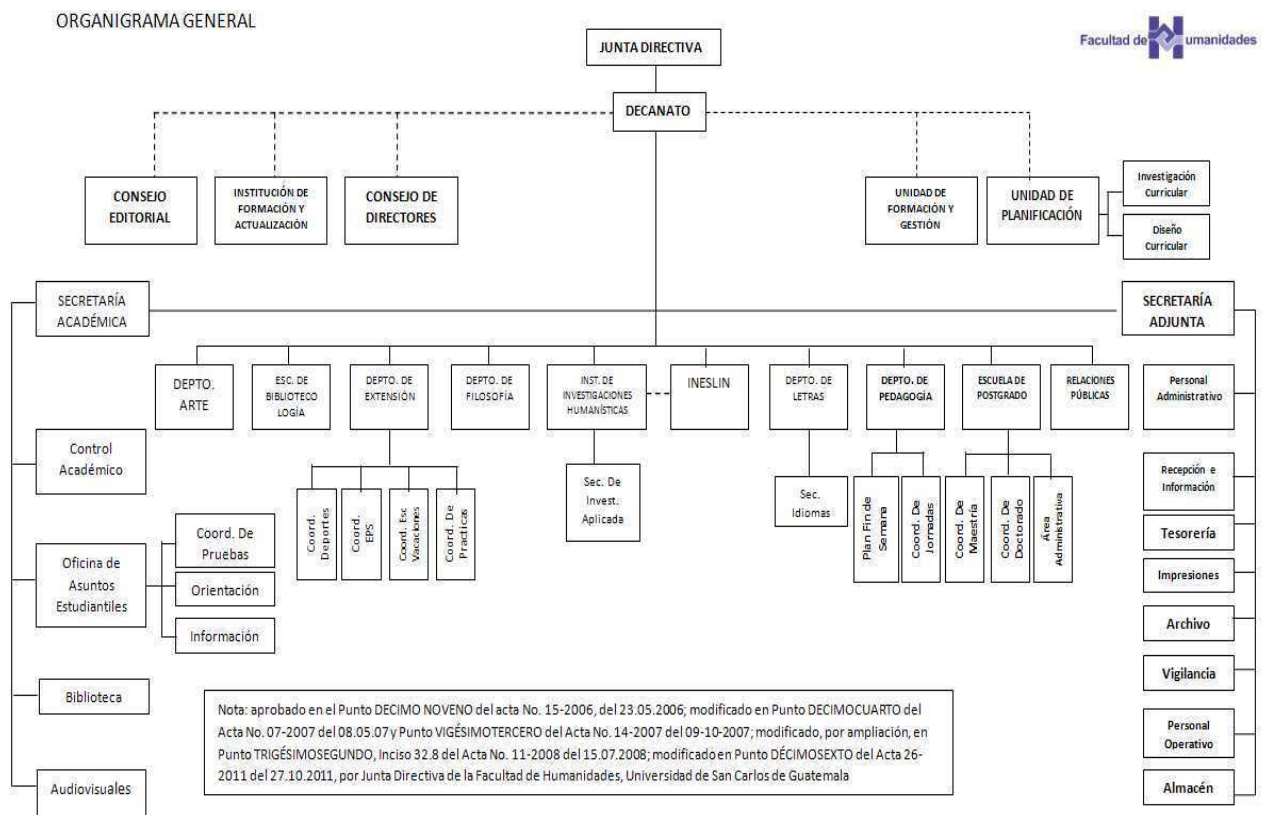 ORGANIGRAMA GENERAL
Facultad de Humanidades
JUNTA DIRECTIVA
DECANATO
CONSEJO
EDITORIAL
INSTITUCIÓN DE
FORMACIÓN Y
ACTUALIZACIÓN
CONSEJO DE
DIRECTORES
UNIDAD DE
FORMACIÓN Y
GESTIÓN
UNIDAD DE
PLANIFICACIÓN
Investigación
Curricular
Diseño
Curricular
SECRETARÍA
ACADÉMICA
SECRETARÍA
ADJUNTA
DEPTO.
ARTE
ESC. DE
BIBLIOTECO
LOGÍA
DEPTO. DE
EXTENSIÓN
DEPTO. DE
FILOSOFÍA
INST. DE
INVESTIGACIONES
HUMANÍSTICAS
INESLIN
DEPTO. DE
LETRAS
DEPTO. DE
PEDAGOGÍA
ESCUELA DE
POSTGRADO
RELACIONES
PÚBLICAS
Personal
Administrativo
Control
Académico
Coord.
Deportes
Coord.
EPS
Coord. Esc
Vacaciones
Coord. De
Practicas
Sec. De
Invest.
Aplicada
Sec.
Idiomas
Plan Fin de
Semana
Coord. De
Jornadas
Coord. De
Maestría
Coord. De
Doctorado
Área
Administrativa
Recepción e
Información
Tesorería
Oficina de
Asuntos
Estudiantiles
Coord. De
Pruebas
Orientación
Información
Impresiones
Archivo
Vigilancia
Biblioteca
Personal
Operativo
Audiovisuales
Almacén
Nota: aprobado en el Punto DECIMO NOVENO del acta No. 15-2006, del 23.05.2006; modificado en Punto DECIMOCUARTO del
Acta No. 07-2007 del 08.05.07 y Punto VIGÉSIMOTERCERO del Acta No. 14-2007 del 09-10-2007; modificado, por ampliación, en
Punto TRIGÉSIMOSEGUNDO, Inciso 32.8 del Acta No. 11-2008 del 15.07.2008; modificado en Punto DÉCIMOSEXTO del Acta 26-
2011 del 27.10.2011, por Junta Directiva de la Facultad de Humanidades, Universidad de San Carlos de Guatemala